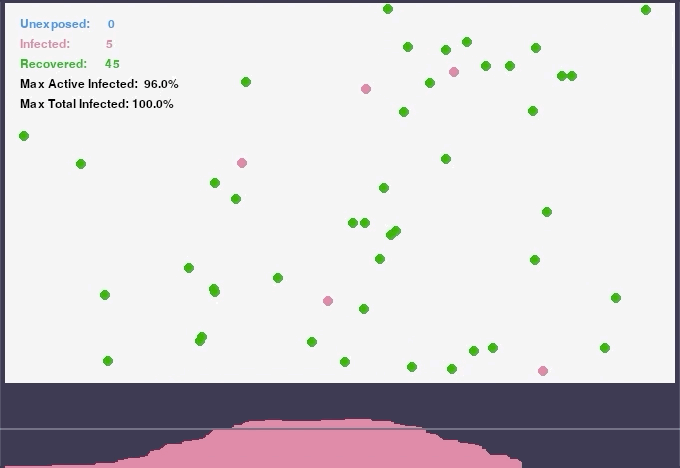 Unexposed: 0
Infected: 5
Recovered: 45
Max Active Infected: 96.0%
Max Total Infected: 100.0%